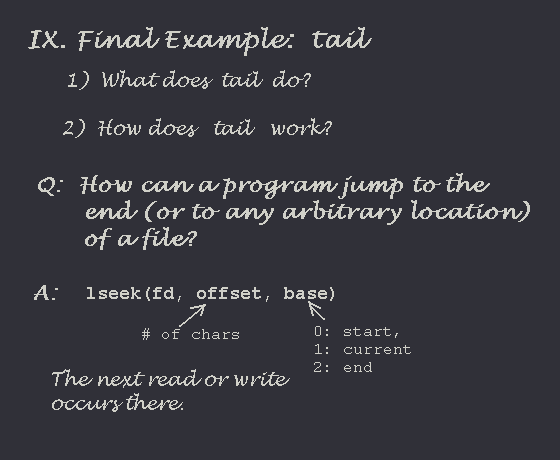 IX. Final Example: tail
1) What does tail do?
2) How does tail work?
Q: How can a program jump to the
end (or to any arbitrary location)
of a file?
A: lseek(fd, offset, base)
# of chars
0: start,
1: current
2: end
The next read or write
occurs there.